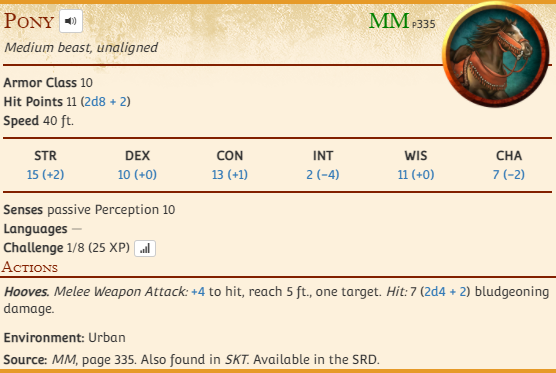 Pony MM p335
Medium beast, unaligned
Armor Class 10
Hit Points 11 (2d8 + 2)
Speed 40 ft.
STR DEX CON INT WIS CHA
15 (+2) 10 (+0) 13 (+1) 2 (−4) 11 (+0) 7 (−2)
Senses passive Perception 10
Languages —
Challenge 1/8 (25 XP)
Actions
Hooves. Melee Weapon Attack: +4 to hit, reach 5 ft., one target. Hit: 7 (2d4 + 2) bludgeoning
damage.
Environment: Urban
Source: MM, page 335. Also found in SKT. Available in the SRD.